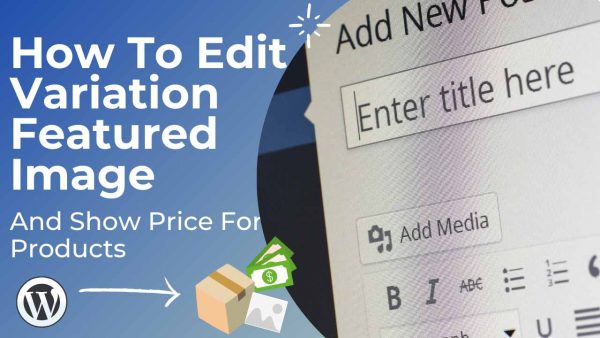 How To Edit
Variation
Featured
Image
And Show Price For
Products
Add New Pos
Enter title here
Add Media
B I ABC
U